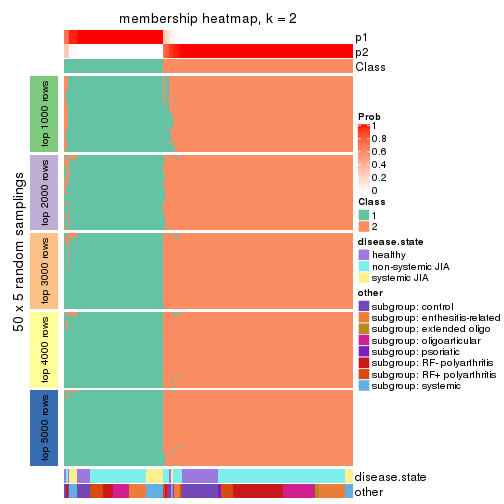 membership heatmap, k = 2
p1
p2
Class
50 x 5 random samplings
top 1000 rows
top 2000 rows
top 3000 rows
top 4000 rows
top 5000 rows
disease.state
other
Prob
1
0.8
0.6
0.4
0.2
0
Class
1
2
disease.state
healthy
non-systemic JIA
systemic JIA
other
subgroup: control
subgroup: enthesitis-related
subgroup: extended oligo
subgroup: oligoarticular
subgroup: psoriatic
subgroup: RF- polyarthritis
subgroup: RF+ polyarthritis
subgroup: systemic